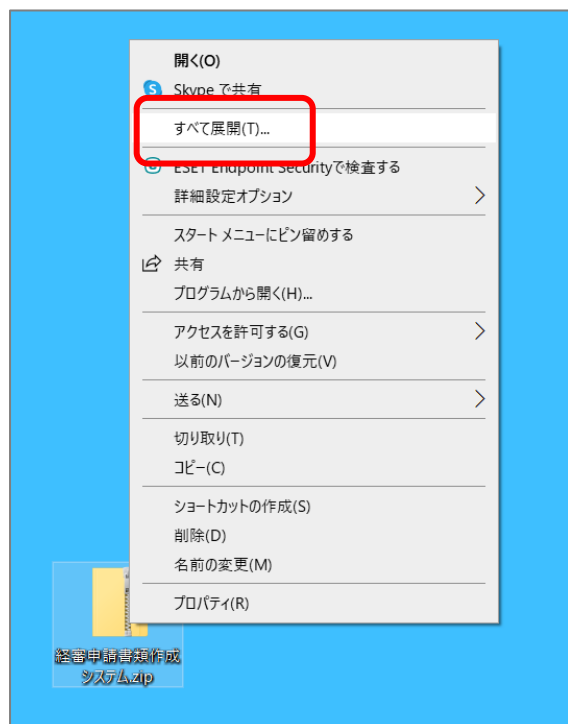 開く(O)
Skype で共有
すべて展開(T)...
ESET Endpoint Securityで検査する
詳細設定オプション
スタート メニューにピン留めする
共有
プログラムから開く(H)...
アクセスを許可する(G)
以前のバージョンの復元(V)
送る(N)
切り取り(T)
コピー(C)
ショートカットの作成(S)
削除(D)
名前の変更(M)
プロパティ(R)
経審申請書類作成
システム.zip